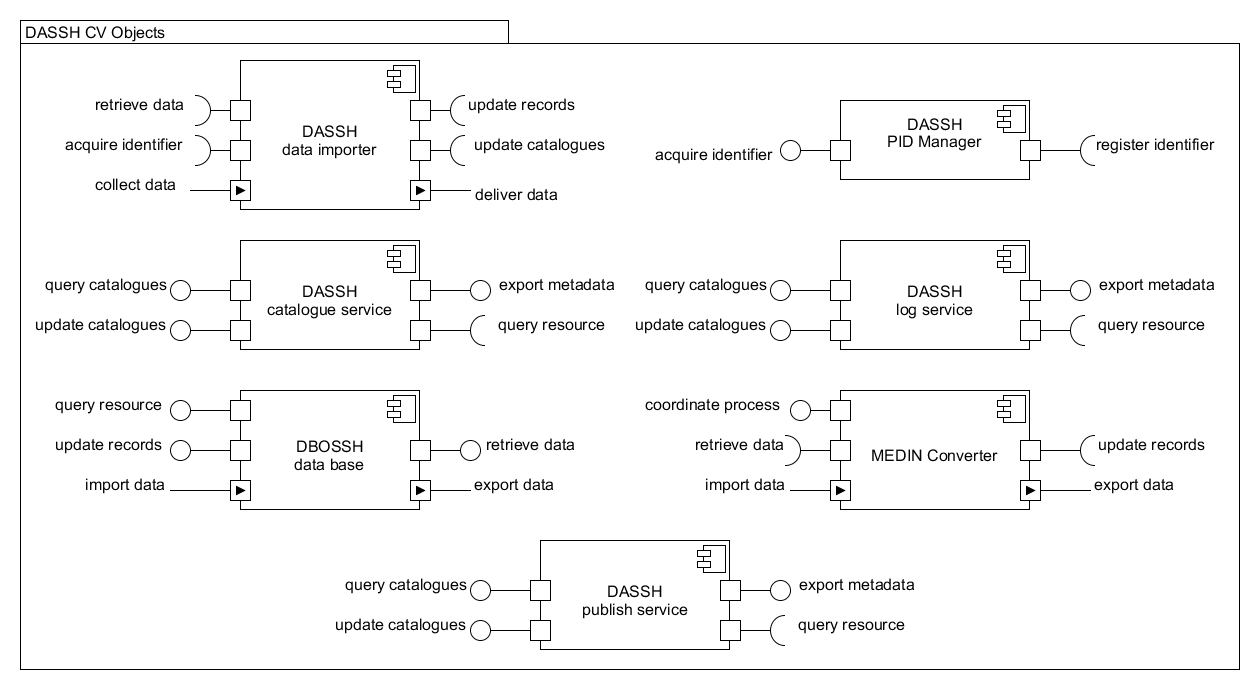 DASSH CV Objects
retrieve data
acquire identifier
collect data
DASSH
data importer
update records
update catalogues
deliver data
acquire identifier
DASSH
PID Manager
register identifier
query catalogues
update catalogues
DASSH
catalogue service
export metadata
query resource
query catalogues
update catalogues
DASSH
log service
export metadata
query resource
query resource
update records
import data
DBOSSH
data base
retrieve data
export data
coordinate process
retrieve data
import data
MEDIN Converter
update records
export data
query catalogues
update catalogues
DASSH
publish service
export metadata
query resource